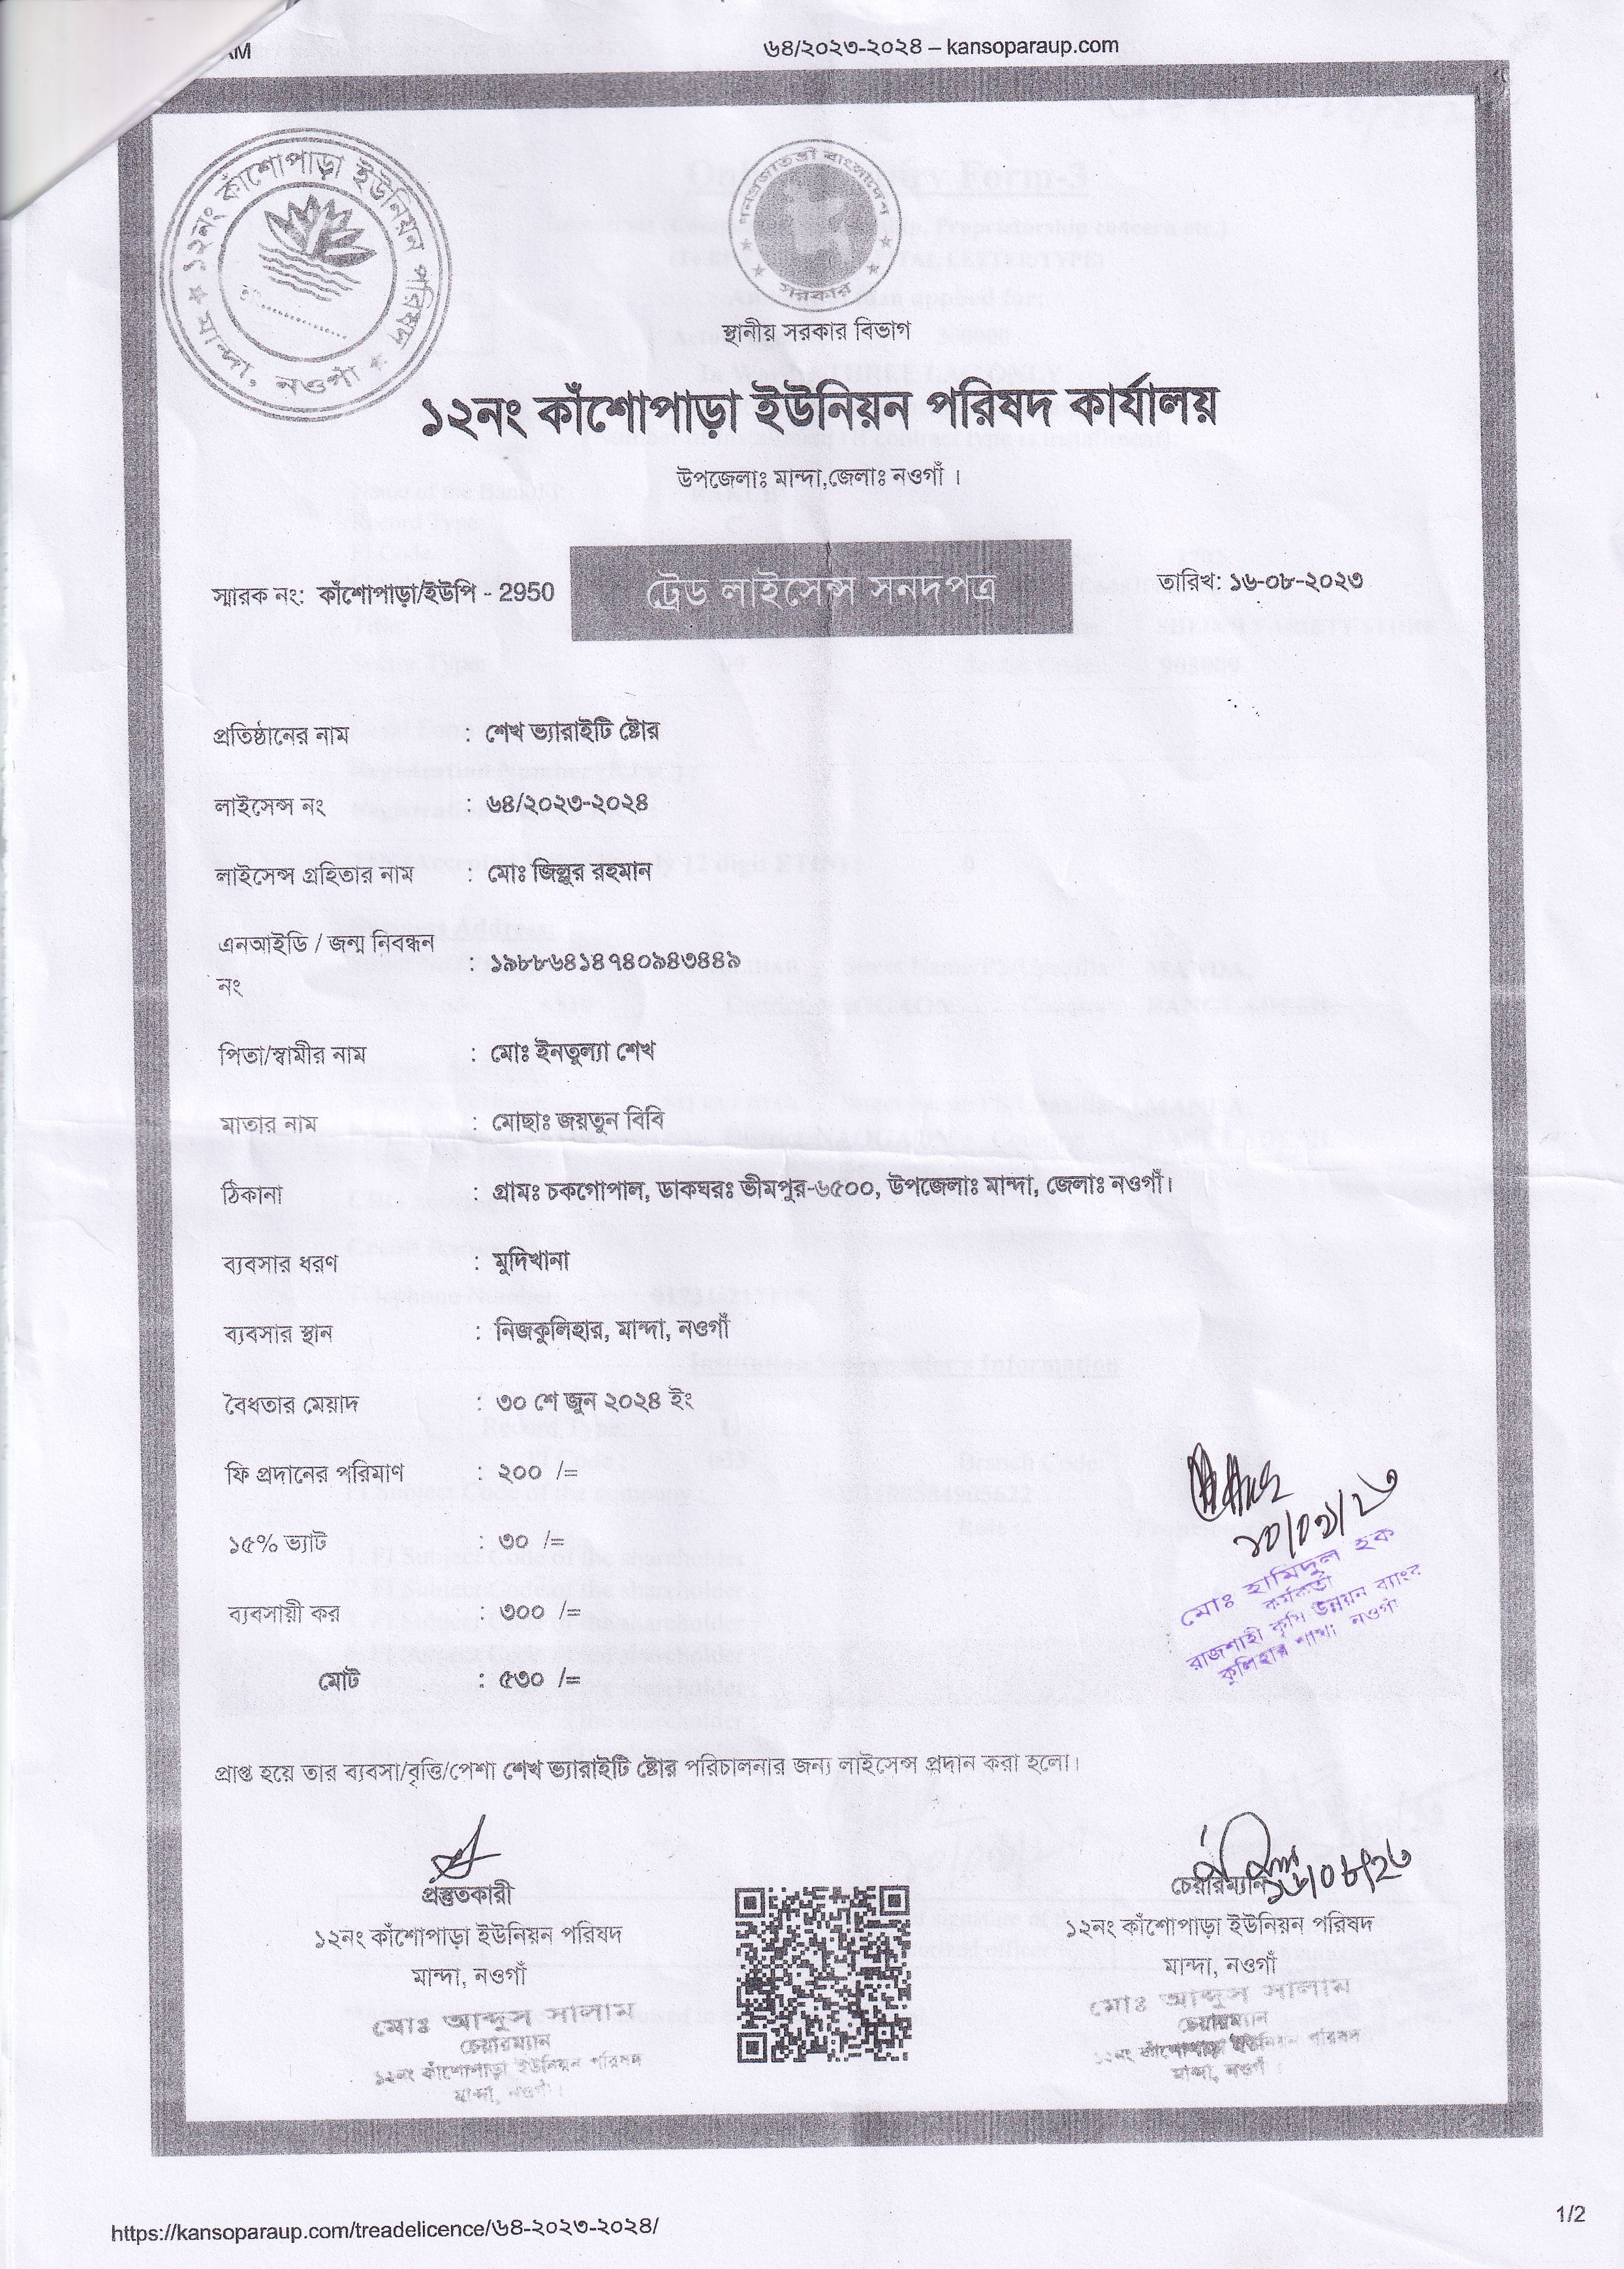 AM
৬৪/২০২৩-২০২৪ – kansoparaup.com
১২নং কাঁশোপাড়া ইউনিয়ন পরিষদ
মান্দা, নওগাঁ
গনপ্রজাতন্ত্রী বাংলাদেশ
সরকার
স্থানীয় সরকার বিভাগ
১২নং কাঁশোপাড়া ইউনিয়ন পরিষদ কার্যালয়
উপজেলাঃ মান্দা,জেলাঃ নওগাঁ ।
স্মারক নং: কাঁশোপাড়া/ইউপি - 2950
ট্রেড লাইসেন্স সনদপত্র
তারিখ: ১৬-০৮-২০২৩
প্রতিষ্ঠানের নাম : শেখ ভ্যারাইটি ষ্টোর
লাইসেন্স নং : ৬৪/২০২৩-২০২৪
লাইসেন্স গ্রহিতার নাম : মোঃ জিল্লুর রহমান
এনআইডি / জন্ম নিবন্ধন
নং : ১৯৮৮৬৪১৪৭৪০৯৪৩৪৪৯
পিতা/স্বামীর নাম : মোঃ ইনতুল্যা শেখ
মাতার নাম : মোছাঃ জয়তুন বিবি
ঠিকানা : গ্রামঃ চকগোপাল, ডাকঘরঃ ভীমপুর-৬৫০০, উপজেলাঃ মান্দা, জেলাঃ নওগাঁ।
ব্যবসার ধরণ : মুদিখানা
ব্যবসার স্থান : নিজকুলিহার, মান্দা, নওগাঁ
বৈধতার মেয়াদ : ৩০ শে জুন ২০২৪ ইং
ফি প্রদানের পরিমাণ : ২০০ /=
১৫% ভ্যাট : ৩০ /=
ব্যবসায়ী কর : ৩০০ /=
মোট : ৫৩০ /=
১০/০৯/২৩
মোঃ হামিদুল হক
কর্মকর্তা
রাজশাহী কৃষি উন্নয়ন ব্যাংক
কুলিহার শাখা নওগাঁ
প্রাপ্ত হয়ে তার ব্যবসা/বৃত্তি/পেশা শেখ ভ্যারাইটি ষ্টোর পরিচালনার জন্য লাইসেন্স প্রদান করা হলো।
প্রস্তুতকারী
১২নং কাঁশোপাড়া ইউনিয়ন পরিষদ
মান্দা, নওগাঁ
মোঃ আব্দুস সালাম
চেয়ারম্যান
১২নং কাঁশোপাড়া ইউনিয়ন পরিষদ
মান্দা, নওগাঁ।
১৬/০৮/২৩
চেয়ারম্যান
১২নং কাঁশোপাড়া ইউনিয়ন পরিষদ
মান্দা, নওগাঁ
মোঃ আব্দুস সালাম
চেয়ারম্যান
১২নং কাঁশোপাড়া ইউনিয়ন পরিষদ
মান্দা, নওগাঁ ।
https://kansoparaup.com/treadelicence/৬৪-২০২৩-২০২৪/
1/2